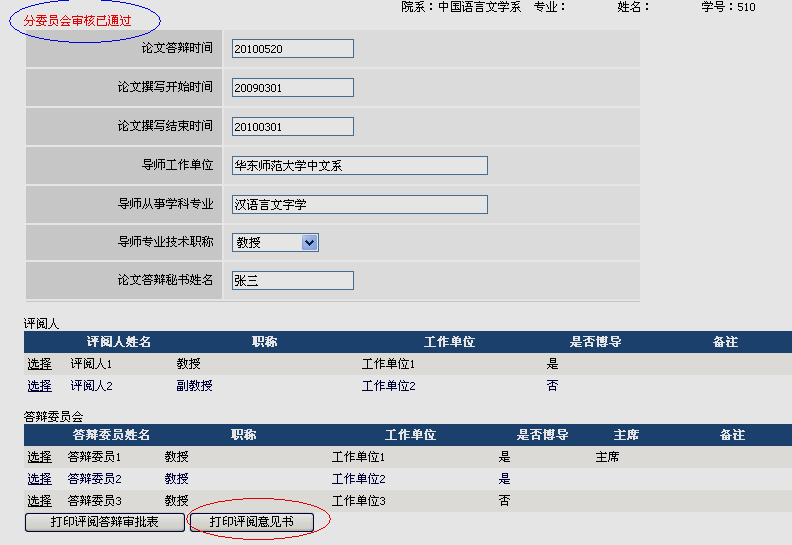 院系：中国语言文学系 专业： 姓名： 学号：510
分委员会审核已通过
论文答辩时间 20100520
论文撰写开始时间 20090301
论文撰写结束时间 20100301
导师工作单位 华东师范大学中文系
导师从事学科专业 汉语言文字学
导师专业技术职称 教授
论文答辩秘书姓名 张三
评阅人
评阅人姓名 职称 工作单位 是否博导 备注
选择 评阅人1 教授 工作单位1 是
选择 评阅人2 副教授 工作单位2 否
答辩委员会
答辩委员姓名 职称 工作单位 是否博导 主席 备注
选择 答辩委员1 教授 工作单位1 是 主席
选择 答辩委员2 教授 工作单位2 是
选择 答辩委员3 教授 工作单位3 否
打印评阅答辩审批表 打印评阅意见书